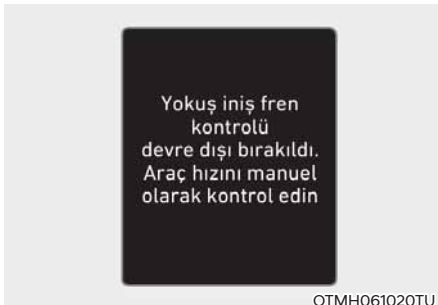 Yokuş iniş fren
kontrolü
devre dışı bırakıldı.
Araç hızını manuel
olarak kontrol edin
OTMH061020TU